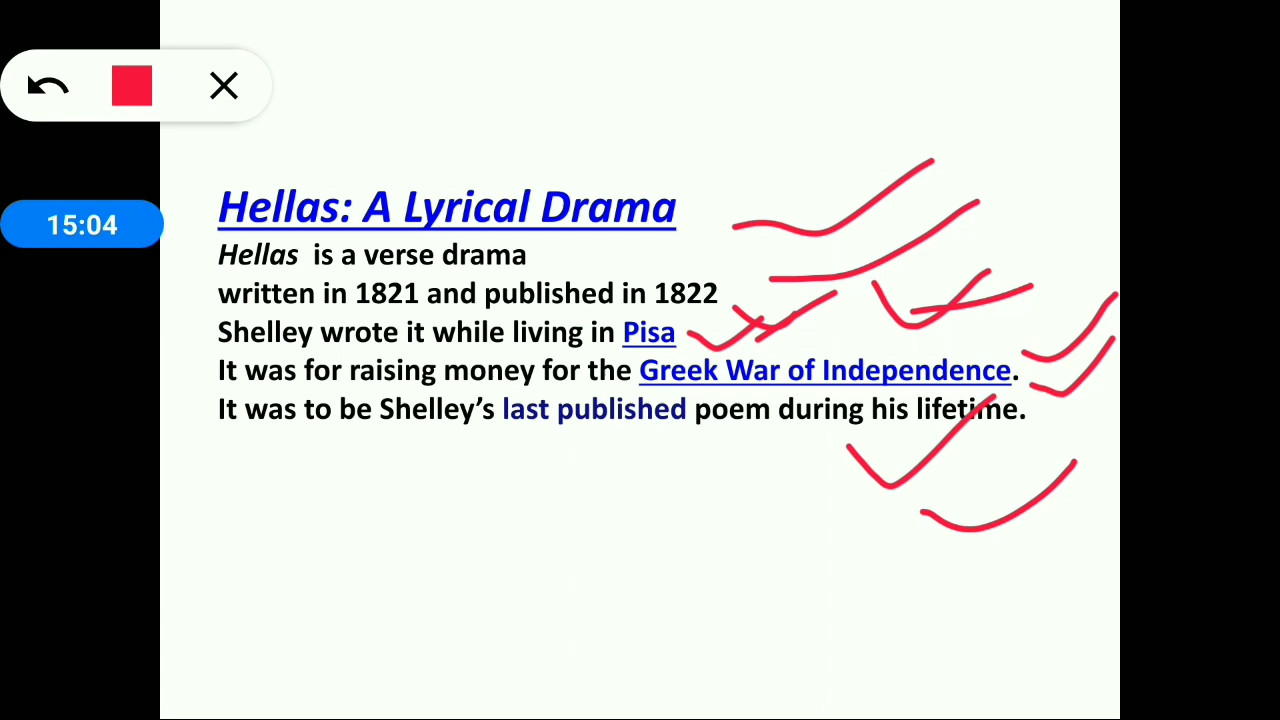 15:04
Hellas: A Lyrical Drama
Hellas is a verse drama
written in 1821 and published in 1822
Shelley wrote it while living in Pisa
It was for raising money for the Greek War of Independence.
It was to be Shelley’s last published poem during his lifetime.